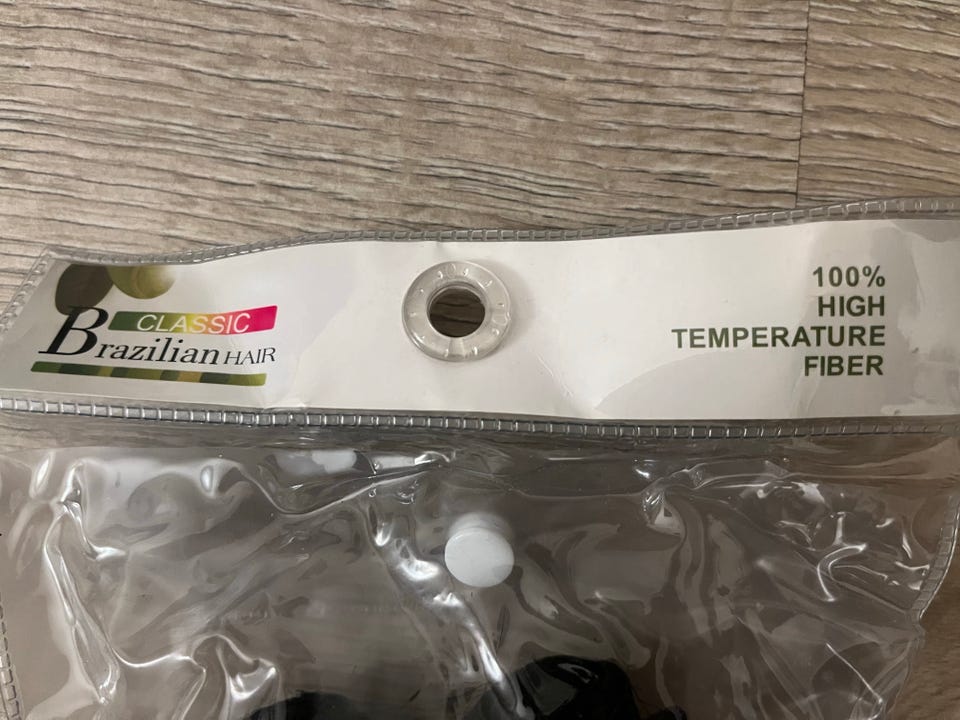 CLASSIC
Brazilian HAIR
100%
HIGH
TEMPERATURE
FIBER